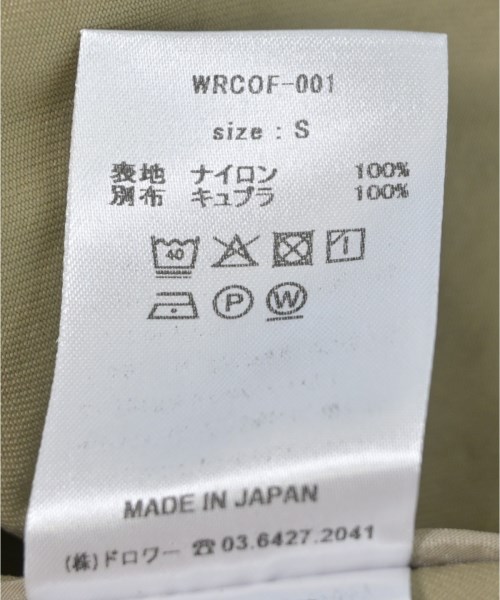 WRCOF-001
size : S
表地 ナイロン 100%
別布 キュプラ 100%
40
P W
MADE IN JAPAN
(株)ドロワー ☎03.6427.2041